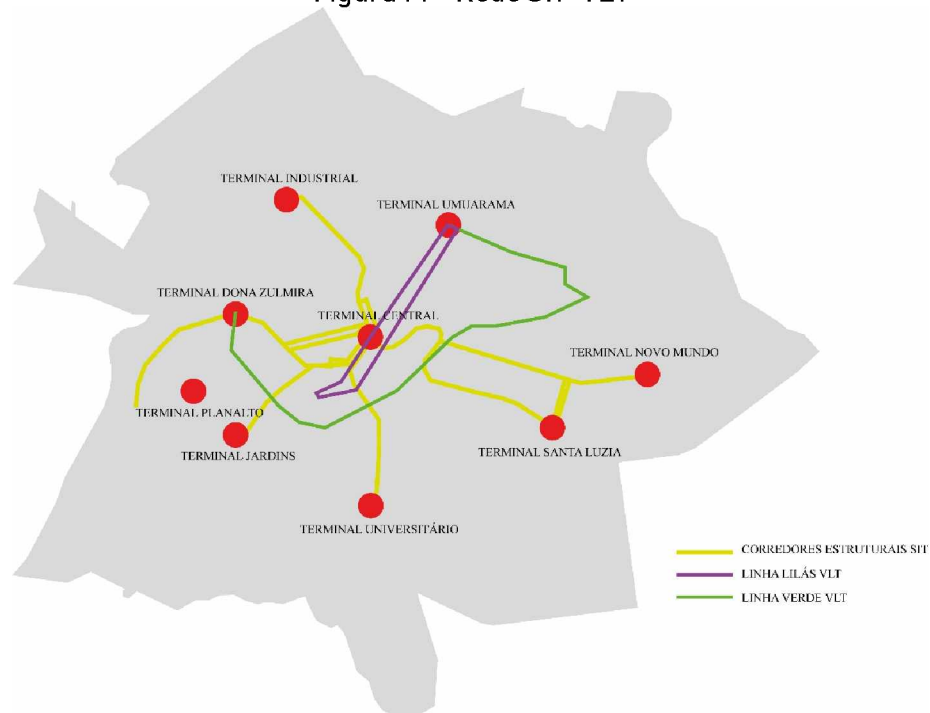 TERMINAL INDUSTRIAL
TERMINAL UMUARAMA
TERMINAL DONA ZULMIRA
TERMINAL CENTRAL
TERMINAL NOVO MUNDO
TERMINAL PLANALTO
TERMINAL JARDINS
TERMINAL SANTA LUZIA
TERMINAL UNIVERSITÁRIO
CORREDORES ESTRUTURAIS SIT
LINHA LILÁS VLT
LINHA VERDE VLT